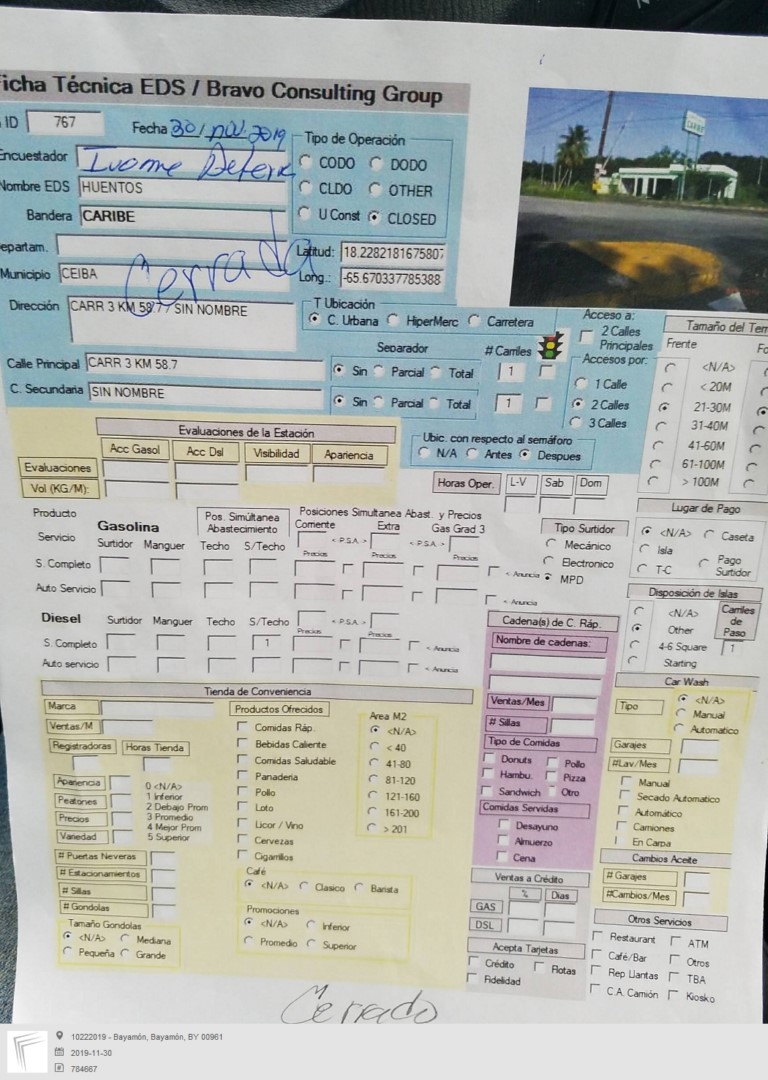 Ficha Técnica EDS / Bravo Consulting Group
ID 767 Fecha 30/nov. 2019
Encuestador Ivonne
Nombre EDS HUENTOS
Bandera CARIBE
Departam.
Municipio CEIBA
Cerrado
Dirección CARR 3 KM 58.77 SIN NOMBRE
Calle Principal CARR 3 KM 58.7
C. Secundaria SIN NOMBRE
Tipo de Operación
CODO DODO
CLDO OTHER
U Const CLOSED
Latitud: 18.2282181675807
Long.: -65.670337785388
CARIBE
T Ubicación
C. Urbana HiperMerc Carretera
Separador # Carriles
Sin Parcial Total 1
Sin Parcial Total 1
Acceso a:
2 Calles Principales
Accesos por:
1 Calle
2 Calles
3 Calles
Ubic. con respecto al semáforo
N/A Antes Despues
Tamaño del Ter
Frente Fo
<N/A>
< 20M
21-30M
31-40M
41-60M
61-100M
> 100M
Evaluaciones de la Estación
Acc Gasol Acc Dsl Visibilidad Apariencia
Evaluaciones
Vol (KG/M):
Horas Oper. L-V Sab Dom
Producto
Servicio Gasolina
Surtidor Manguer
Pos. Simúltanea Abastecimiento
Techo S/Techo
Posiciones Simultanea Abast. y Precios
Corriente Extra Gas Grad 3
< P.S.A. > < P.S.A. >
Precios Precios Precios
S. Completo < Anuncia
Auto Servicio < Anuncia
Tipo Surtidor
Mecánico
Electronico
MPD
Lugar de Pago
<N/A> Caseta
Isla Pago Surtidor
T-C
Diesel Surtidor Manguer Techo S/Techo < P.S.A. >
Precios Precios
S. Completo 1 < Anuncia
Auto servicio < Anuncia
Disposición de Islas
<N/A>
Other
4-6 Square
Starting
Carriles de Paso
1
Cadena(s) de C. Ráp.
Nombre de cadenas:
Ventas/Mes
# Sillas
Tipo de Comidas
Donuts Pollo
Hambu. Pizza
Sandwich Otro
Comidas Servidas
Desayuno
Almuerzo
Cena
Car Wash
Tipo <N/A>
Manual
Automatico
Garajes
#Lav/Mes
Manual
Secado Automatico
Automático
Camiones
En Carpa
Cambios Aceite
# Garajes
#Cambios/Mes
Tienda de Conveniencia
Marca
Ventas/M
Registradoras Horas Tienda
Apariencia
Peatones
Precios
Variedad
0 <N/A>
1 Inferior
2 Debajo Prom
3 Promedio
4 Mejor Prom
5 Superior
# Puertas Neveras
# Estacionamientos
# Sillas
# Gondolas
Tamaño Gondolas
<N/A> Mediana
Pequeña Grande
Productos Ofrecidos
Comidas Ráp.
Bebidas Caliente
Comidas Saludable
Panaderia
Pollo
Loto
Licor / Vino
Cervezas
Cigarrillos
Area M2
<N/A>
< 40
41-80
81-120
121-160
161-200
> 201
Café
<N/A> Clasico Barista
Promociones
<N/A> Inferior
Promedio Superior
Ventas a Crédito
% Dias
GAS
DSL
Acepta Tarjetas
Crédito Flotas
Fidelidad
Otros Servicios
Restaurant ATM
Café/Bar Otros
Rep Llantas TBA
C.A. Camión Kiosko
Cerrado
10222019 - Bayamón, Bayamón, BY 00961
2019-11-30
784667